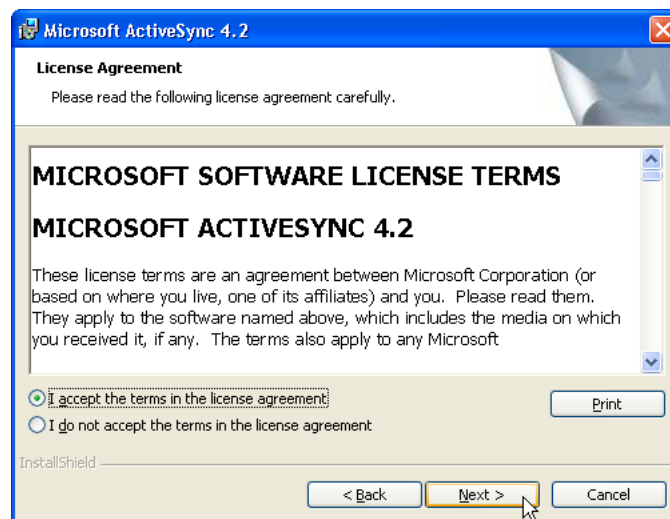 Microsoft ActiveSync 4.2
License Agreement
Please read the following license agreement carefully.
MICROSOFT SOFTWARE LICENSE TERMS
MICROSOFT ACTIVESYNC 4.2
These license terms are an agreement between Microsoft Corporation (or
based on where you live, one of its affiliates) and you.  Please read them.
They apply to the software named above, which includes the media on which
you received it, if any.  The terms also apply to any Microsoft
I accept the terms in the license agreement
Print
I do not accept the terms in the license agreement
InstallShield
< Back
Next >
Cancel